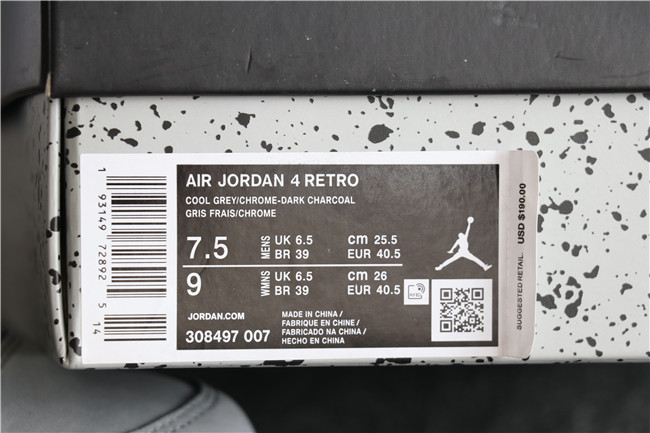 AIR JORDAN 4 RETRO
COOL GREY/CHROME-DARK CHARCOAL
GRIS FRAIS/CHROME
7.5 MENS UK 6.5 CM 25.5
BR 39 EUR 40.5
9 WMNS UK 6.5 CM 26
BR 39 EUR 40.5
JORDAN.COM
308497 007
MADE IN CHINA/
FABRIQUE EN CHINE/
FABRICADO NA CHINA/
HECHO EN CHINA
1 93149 72892 5 14
SUGGESTED RETAIL. USD $190.00